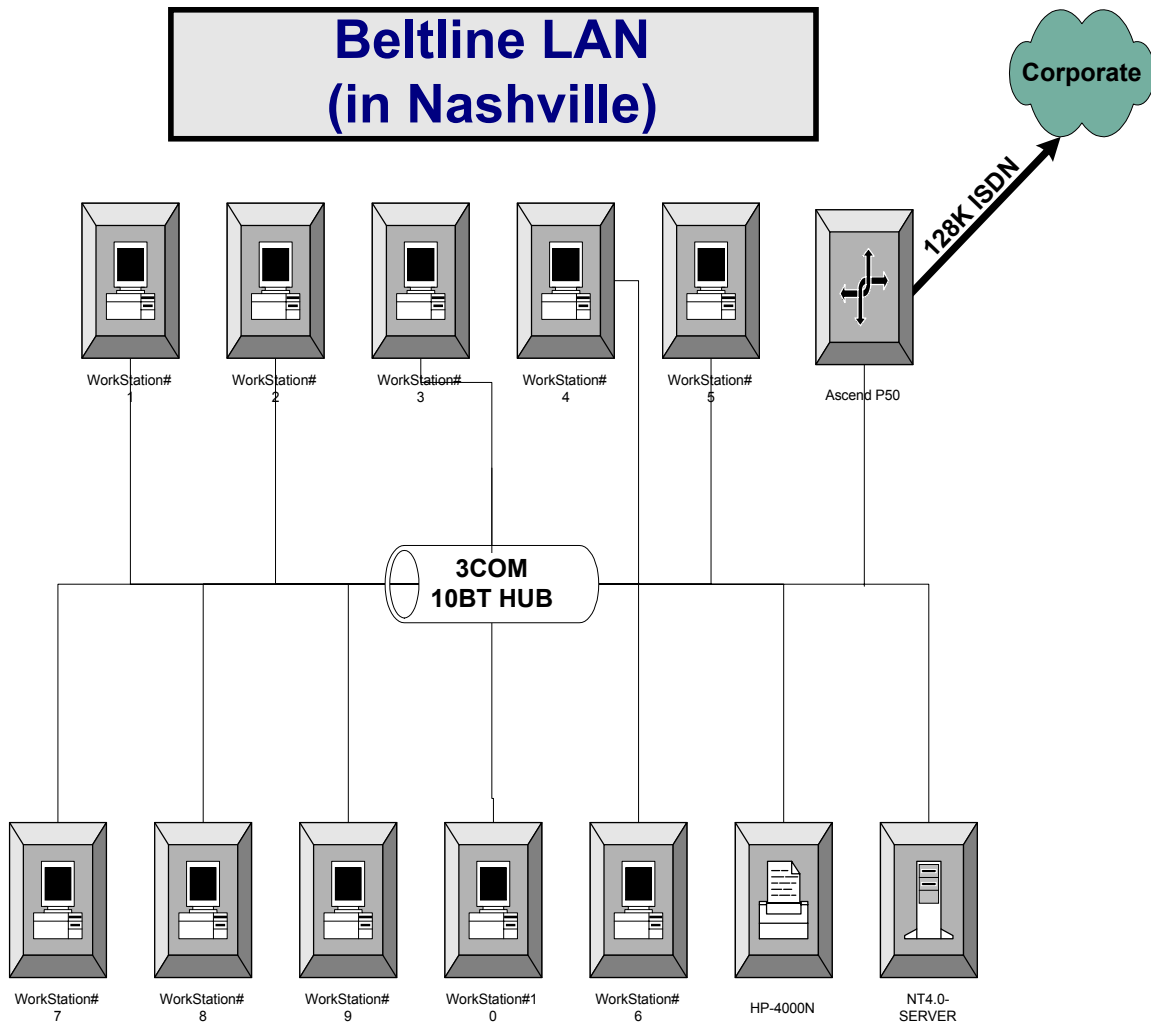 Beltline LAN
(in Nashville)
Corporate
128K ISDN
WorkStation#
1
WorkStation#
2
WorkStation#
3
WorkStation#
4
WorkStation#
5
Ascend P50
3COM
10BT HUB
WorkStation#
7
WorkStation#
8
WorkStation#
9
WorkStation#1
0
WorkStation#
6
HP-4000N
NT4.0-
SERVER